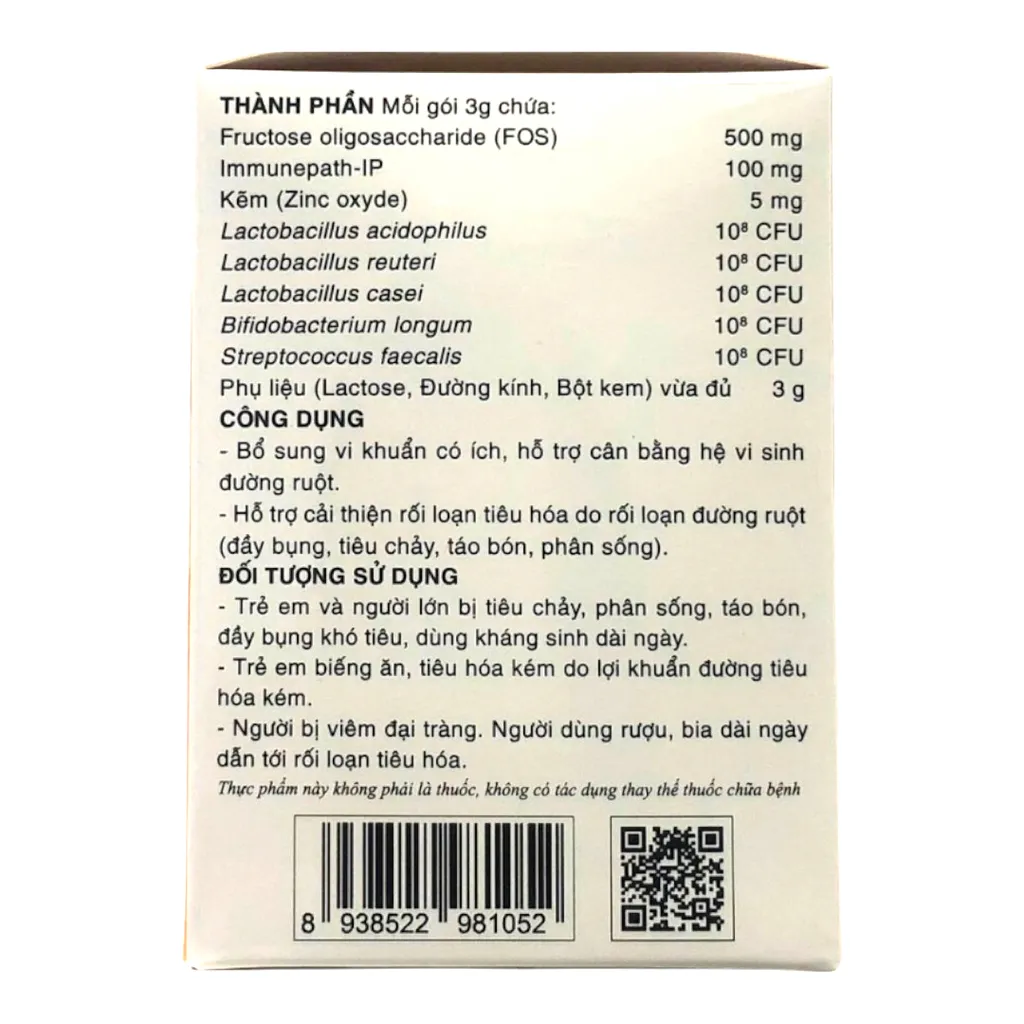 THÀNH PHẦN Mỗi gói 3g chứa:
Fructose oligosaccharide (FOS) 500 mg
Immunepath-IP 100 mg
Kẽm (Zinc oxyde) 5 mg
Lactobacillus acidophilus 10⁸ CFU
Lactobacillus reuteri 10⁸ CFU
Lactobacillus casei 10⁸ CFU
Bifidobacterium longum 10⁸ CFU
Streptococcus faecalis 10⁸ CFU
Phụ liệu (Lactose, Đường kính, Bột kem) vừa đủ 3 g
CÔNG DỤNG
- Bổ sung vi khuẩn có ích, hỗ trợ cân bằng hệ vi sinh
đường ruột.
- Hỗ trợ cải thiện rối loạn tiêu hóa do rối loạn đường ruột
(đầy bụng, tiêu chảy, táo bón, phân sống).
ĐỐI TƯỢNG SỬ DỤNG
- Trẻ em và người lớn bị tiêu chảy, phân sống, táo bón,
đầy bụng khó tiêu, dùng kháng sinh dài ngày.
- Trẻ em biếng ăn, tiêu hóa kém do lợi khuẩn đường tiêu
hóa kém.
- Người bị viêm đại tràng. Người dùng rượu, bia dài ngày
dẫn tới rối loạn tiêu hóa.
Thực phẩm này không phải là thuốc, không có tác dụng thay thế thuốc chữa bệnh
8 938522 981052